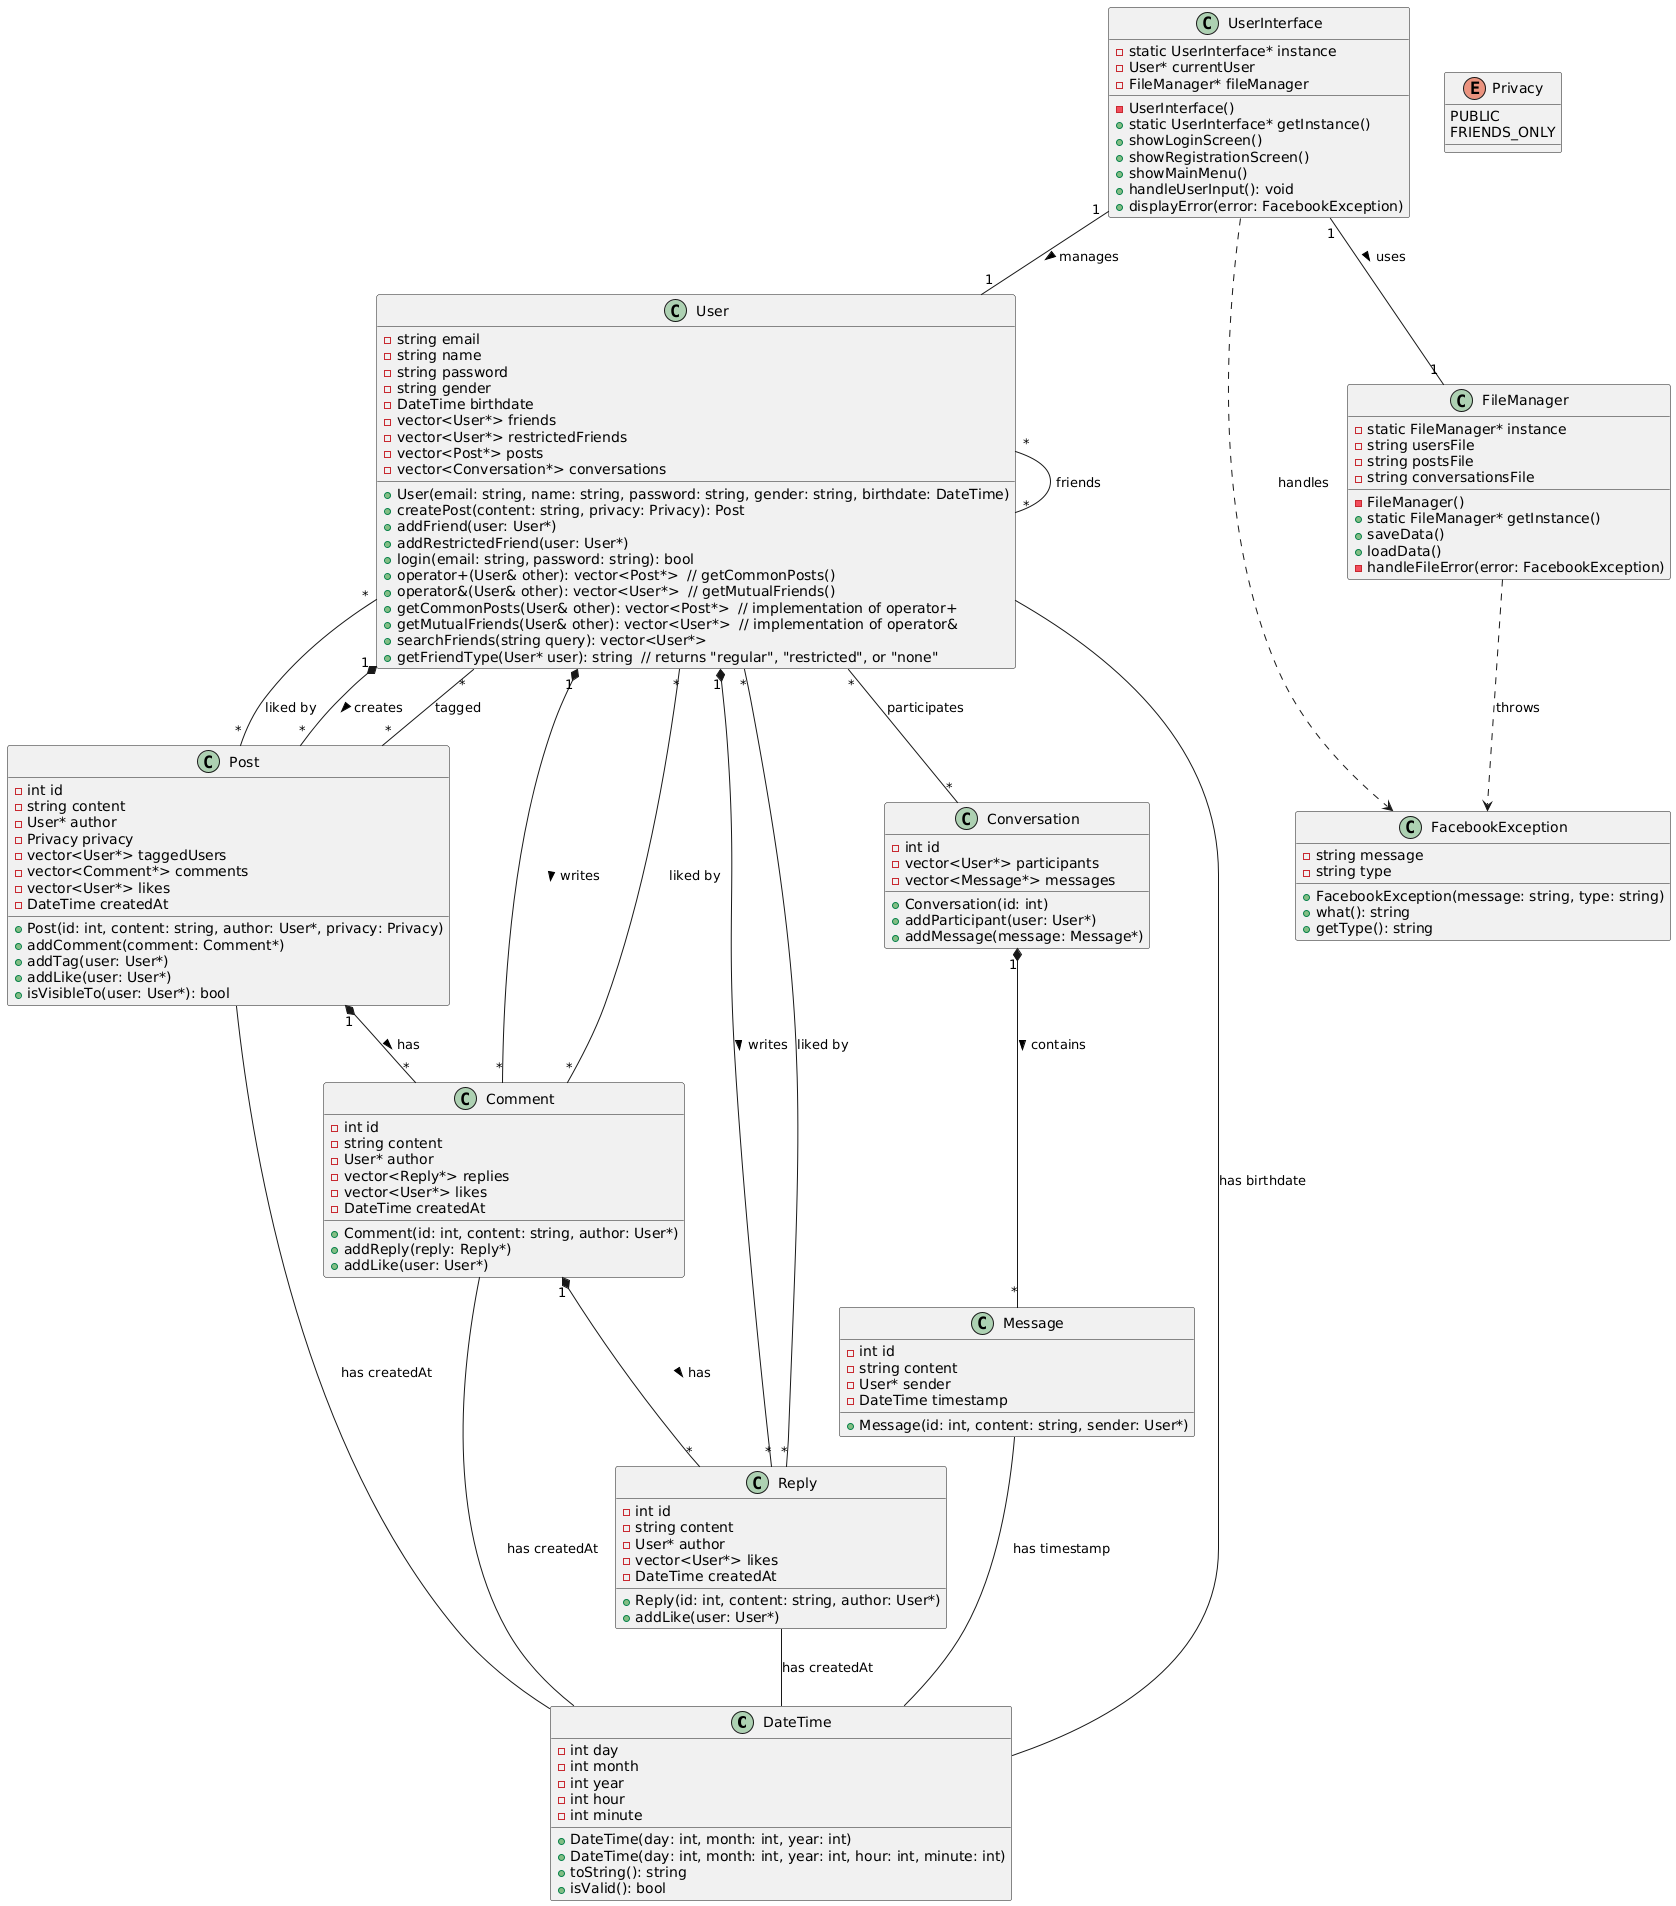 UserInterface
static UserInterface* instance
User* currentUser
FileManager* fileManager
UserInterface()
static UserInterface* getInstance()
showLoginScreen()
showRegistrationScreen()
showMainMenu()
handleUserInput(): void
displayError(error: FacebookException)
Privacy
PUBLIC
FRIENDS_ONLY
1
1
manages
1
uses
1
User
string email
string name
string password
string gender
DateTime birthdate
vector<User*> friends
vector<User*> restrictedFriends
vector<Post*> posts
vector<Conversation*> conversations
User(email: string, name: string, password: string, gender: string, birthdate: DateTime)
createPost(content: string, privacy: Privacy): Post
addFriend(user: User*)
addRestrictedFriend(user: User*)
login(email: string, password: string): bool
operator+(User& other): vector<Post*>  // getCommonPosts()
operator&(User& other): vector<User*>  // getMutualFriends()
getCommonPosts(User& other): vector<Post*>  // implementation of operator+
getMutualFriends(User& other): vector<User*>  // implementation of operator&
searchFriends(string query): vector<User*>
getFriendType(User* user): string  // returns "regular", "restricted", or "none"
*
friends
*
handles
FileManager
static FileManager* instance
string usersFile
string postsFile
string conversationsFile
FileManager()
static FileManager* getInstance()
saveData()
loadData()
handleFileError(error: FacebookException)
throws
*
liked by
*
1
creates
*
*
tagged
*
1
writes
*
*
liked by
*
1
writes
*
*
liked by
*
*
participates
*
has birthdate
Post
int id
string content
User* author
Privacy privacy
vector<User*> taggedUsers
vector<Comment*> comments
vector<User*> likes
DateTime createdAt
Post(id: int, content: string, author: User*, privacy: Privacy)
addComment(comment: Comment*)
addTag(user: User*)
addLike(user: User*)
isVisibleTo(user: User*): bool
Conversation
int id
vector<User*> participants
vector<Message*> messages
Conversation(id: int)
addParticipant(user: User*)
addMessage(message: Message*)
FacebookException
string message
string type
FacebookException(message: string, type: string)
what(): string
getType(): string
1
has
*
1
contains
*
Comment
int id
string content
User* author
vector<Reply*> replies
vector<User*> likes
DateTime createdAt
Comment(id: int, content: string, author: User*)
addReply(reply: Reply*)
addLike(user: User*)
has createdAt
1
has
*
Message
int id
string content
User* sender
DateTime timestamp
Message(id: int, content: string, sender: User*)
Reply
int id
string content
User* author
vector<User*> likes
DateTime createdAt
Reply(id: int, content: string, author: User*)
addLike(user: User*)
has createdAt
has timestamp
has createdAt
DateTime
int day
int month
int year
int hour
int minute
DateTime(day: int, month: int, year: int)
DateTime(day: int, month: int, year: int, hour: int, minute: int)
toString(): string
isValid(): bool